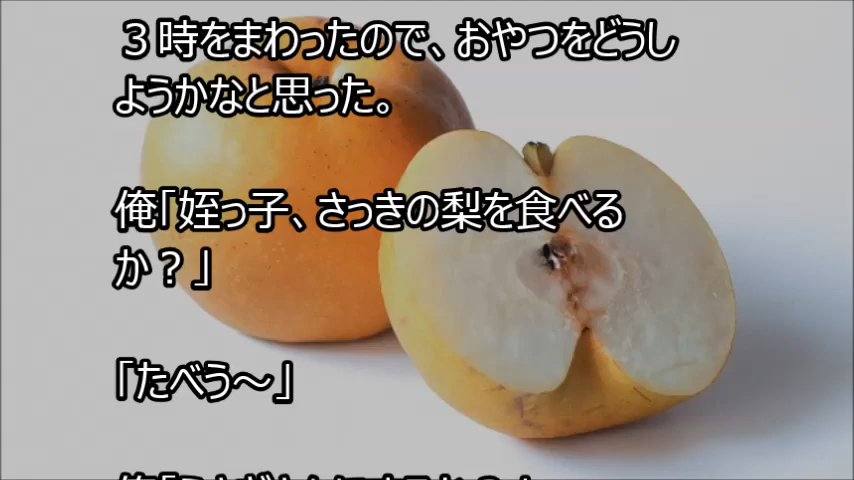 ３時をまわったので、おやつをどうし
ようかなと思った。
俺「姪っ子、さっきの梨を食べる
か？」
「たべう～」